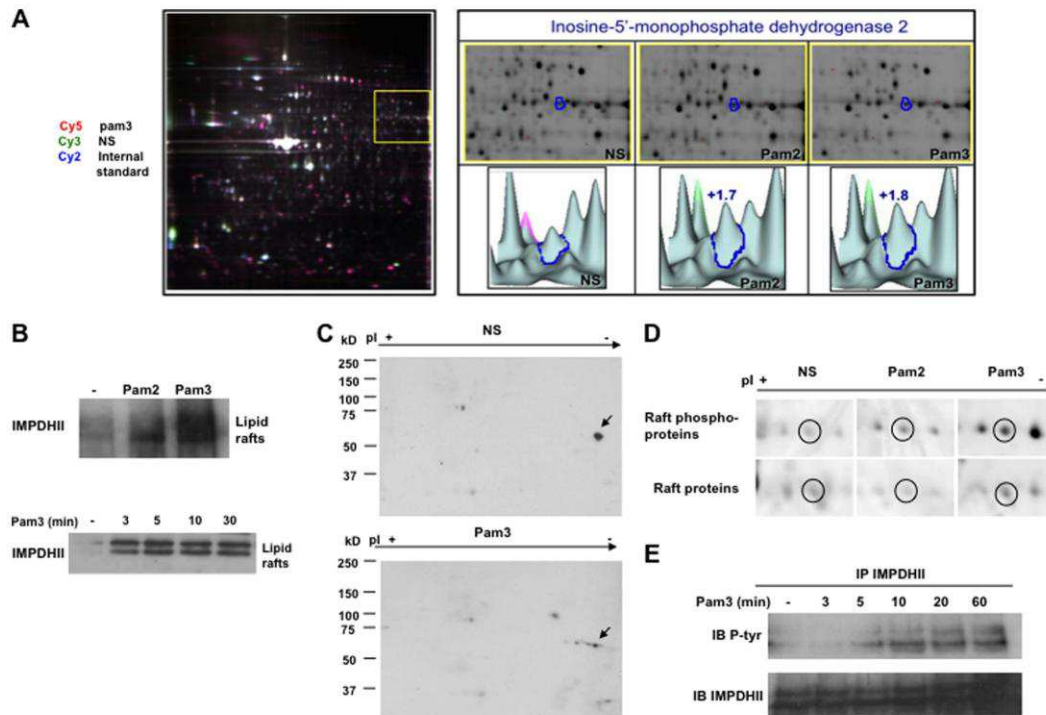 A
Cy5 pam3
Cy3 NS
Cy2 Internal
standard
Inosine-5'-monophosphate dehydrogenase 2
NS
Pam2
Pam3
NS
+1.7
Pam2
+1.8
Pam3
B
- Pam2 Pam3
IMPDHII
Lipid
rafts
Pam3 (min) - 3 5 10 30
IMPDHII
Lipid
rafts
C
NS
kD pI + -
250
150
100
75
50
37
Pam3
kD pI + -
250
150
100
75
50
37
D
NS Pam2 Pam3
pI + -
Raft phospho-
proteins
Raft proteins
E
IP IMPDHII
Pam3 (min) - 3 5 10 20 60
IB P-tyr
IB IMPDHII